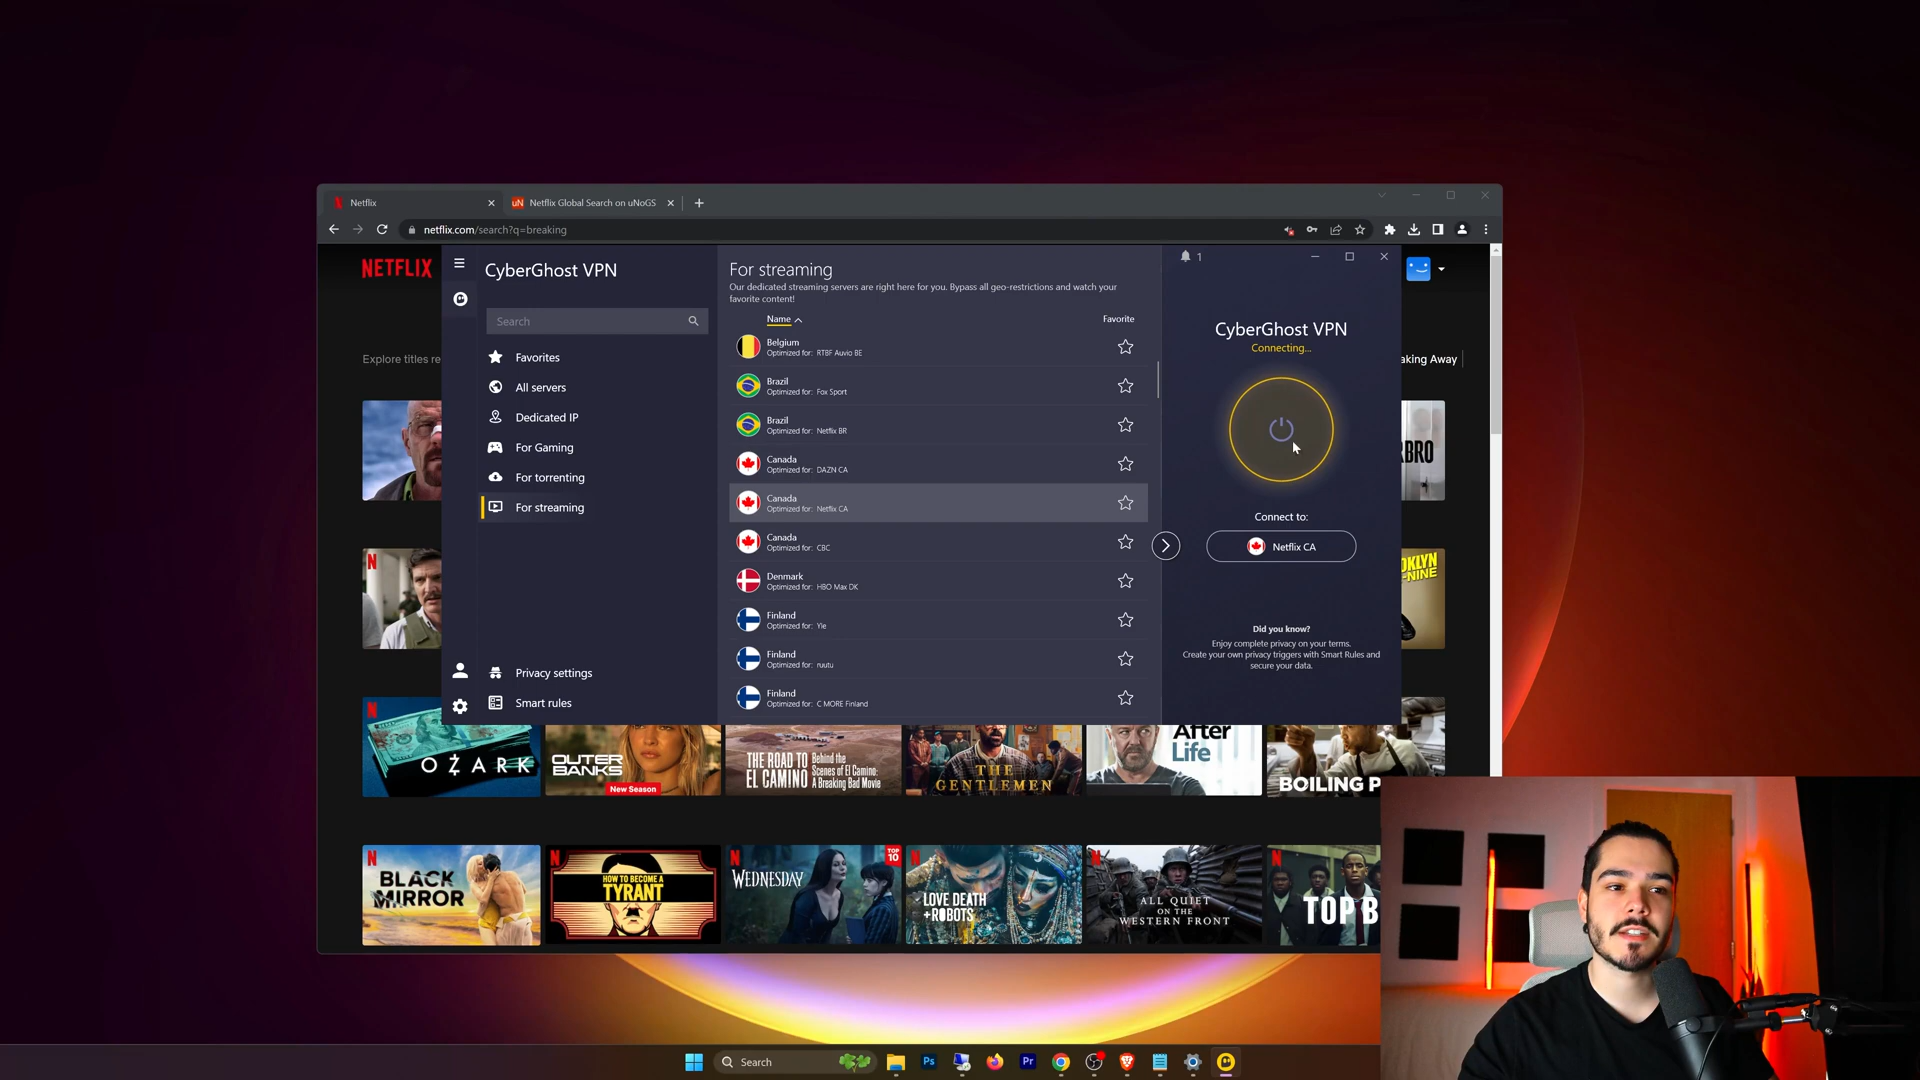 Netflix
uN Netflix Global Search on uNoGS
netflix.com/search?q=breaking
NETFLIX
Explore titles re
aking Away
CyberGhost VPN
Search
Favorites
All servers
Dedicated IP
For Gaming
For torrenting
For streaming
Privacy settings
Smart rules
For streaming
Our dedicated streaming servers are right here for you. Bypass all geo-restrictions and watch your
favorite content!
Name
Favorite
Belgium
Optimized for: RTBF Auvio BE
Brazil
Optimized for: Fox Sport
Brazil
Optimized for: Netflix BR
Canada
Optimized for: DAZN CA
Canada
Optimized for: Netflix CA
Canada
Optimized for: CBC
Denmark
Optimized for: HBO Max DK
Finland
Optimized for: Yle
Finland
Optimized for: ruutu
Finland
Optimized for: C MORE Finland
1
CyberGhost VPN
Connecting...
Connect to:
Netflix CA
Did you know?
Enjoy complete privacy on your terms.
Create your own privacy triggers with Smart Rules and
secure your data.
BRO
OKLYN
-NINE
OZARK
OUTER
BANKS
New Season
THE ROAD TO
EL CAMINO:
Behind the
Scenes of El Camino:
A Breaking Bad Movie
THE
GENTLEMEN
After
Life
BOILING P
BLACK
MIRROR
HOW TO BECOME A
TYRANT
WEDNESDAY
TOP
10
LOVE DEATH
+ROBOTS
ALL QUIET
ON THE
WESTERN FRONT
TOP B
Search
Ps
Pr